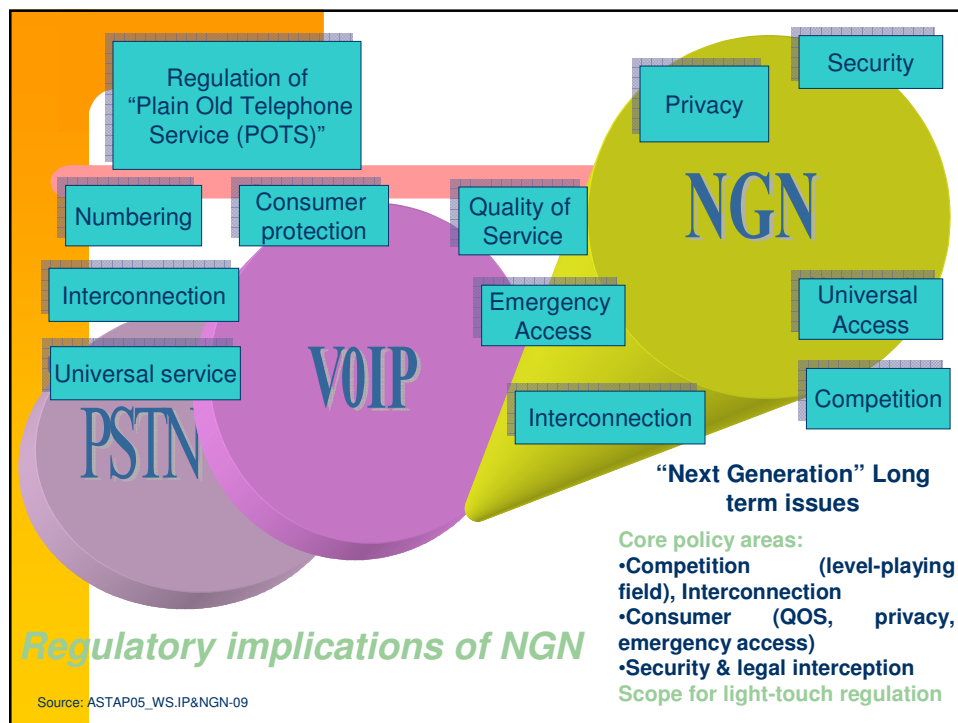 Regulation of
“Plain Old Telephone
Service (POTS)”
Security
Privacy
NGN
Numbering
Consumer
protection
Quality of
Service
Interconnection
Emergency
Access
Universal
Access
Universal service
V0IP
PSTN
Interconnection
Competition
“Next Generation” Long
term issues
Core policy areas:
•Competition (level-playing
field), Interconnection
•Consumer (QOS, privacy,
emergency access)
•Security & legal interception
Scope for light-touch regulation
Regulatory implications of NGN
Source: ASTAP05_WS.IP&NGN-09